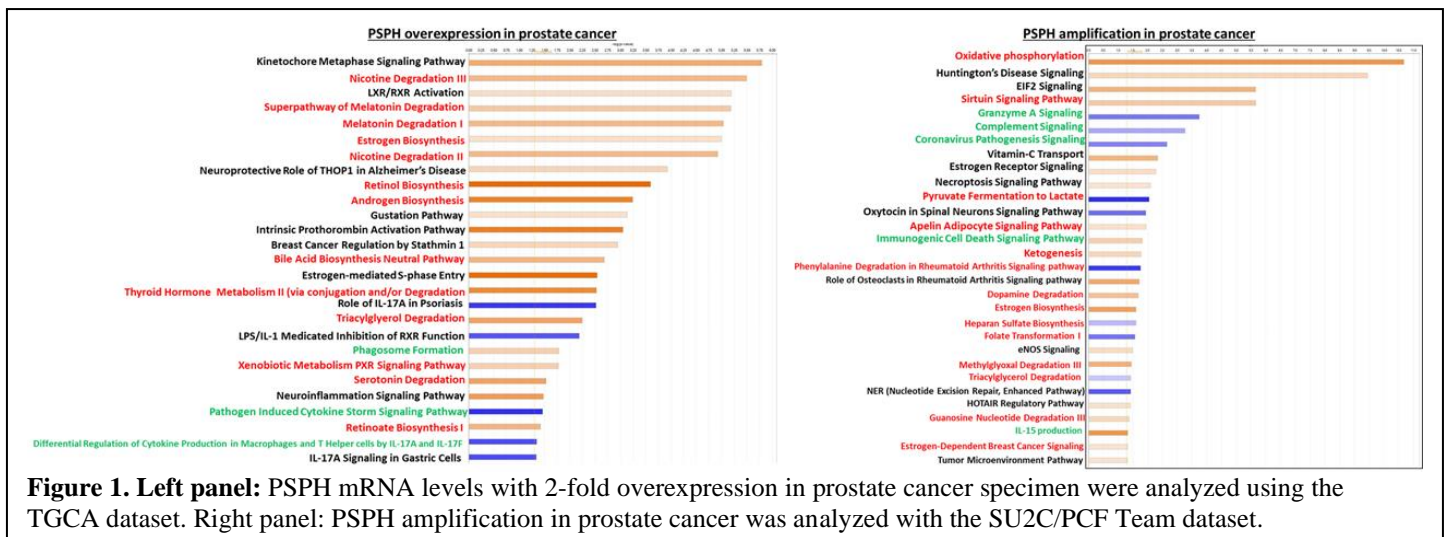 PSPH overexpression in prostate cancer
Kinetochore Metaphase Signaling Pathway
Nicotine Degradation III
LXR/RXR Activation
Superpathway of Melatonin Degradation
Melatonin Degradation I
Estrogen Biosynthesis
Nicotine Degradation II
Neuroprotective Role of THOP1 in Alzheimer's Disease
Retinol Biosynthesis
Androgen Biosynthesis
Gustation Pathway
Intrinsic Prothorombin Activation Pathway
Breast Cancer Regulation by Stathmin 1
Bile Acid Biosynthesis Neutral Pathway
Estrogen-mediated S-phase Entry
Thyroid Hormone Metabolism II (via conjugation and/or Degradation
Role of IL-17A in Psoriasis
Triacylglyerol Degradation
LPS/IL-1 Medicated Inhibition of RXR Function
Phagosome Formation
Xenobiotic Metabolism PXR Signaling Pathway
Serotonin Degradation
Neuroinflammation Signaling Pathway
Pathogen Induced Cytokine Storm Signaling Pathway
Retinoate Biosynthesis I
Differential Regulation of Cytokine Production in Macrophages and T Helper cells by IL-17A and IL-17F
IL-17A Signaling in Gastric Cells
PSPH amplification in prostate cancer
Oxidative phosphorylation
Huntington's Disease Signaling
EIF2 Signaling
Sirtuin Signaling Pathway
Granzyme A Signaling
Complement Signaling
Coronavirus Pathogenesis Signaling
Vitamin-C Transport
Estrogen Receptor Signaling
Necroptosis Signaling Pathway
Pyruvate Fermentation to Lactate
Oxytocin in Spinal Neurons Signaling Pathway
Apelin Adipocyte Signaling Pathway
Immunogenic Cell Death Signaling Pathway
Ketogenesis
Phenylalanine Degradation in Rheumatoid Arthritis Signaling pathway
Role of Osteoclasts in Rheumatoid Arthritis Signaling pathway
Dopamine Degradation
Estrogen Biosynthesis
Heparan Sulfate Biosynthesis
Folate Transformation I
eNOS Signaling
Methylglyoxal Degradation III
Triacylglycerol Degradation
NER (Nucleotide Excision Repair, Enhanced Pathway)
HOTAIR Regulatory Pathway
Guanosine Nucleotide Degradation III
IL-15 production
Estrogen-Dependent Breast Cancer Signaling
Tumor Microenvironment Pathway
Figure 1. Left panel: PSPH mRNA levels with 2-fold overexpression in prostate cancer specimen were analyzed using the
TGCA dataset. Right panel: PSPH amplification in prostate cancer was analyzed with the SU2C/PCF Team dataset.